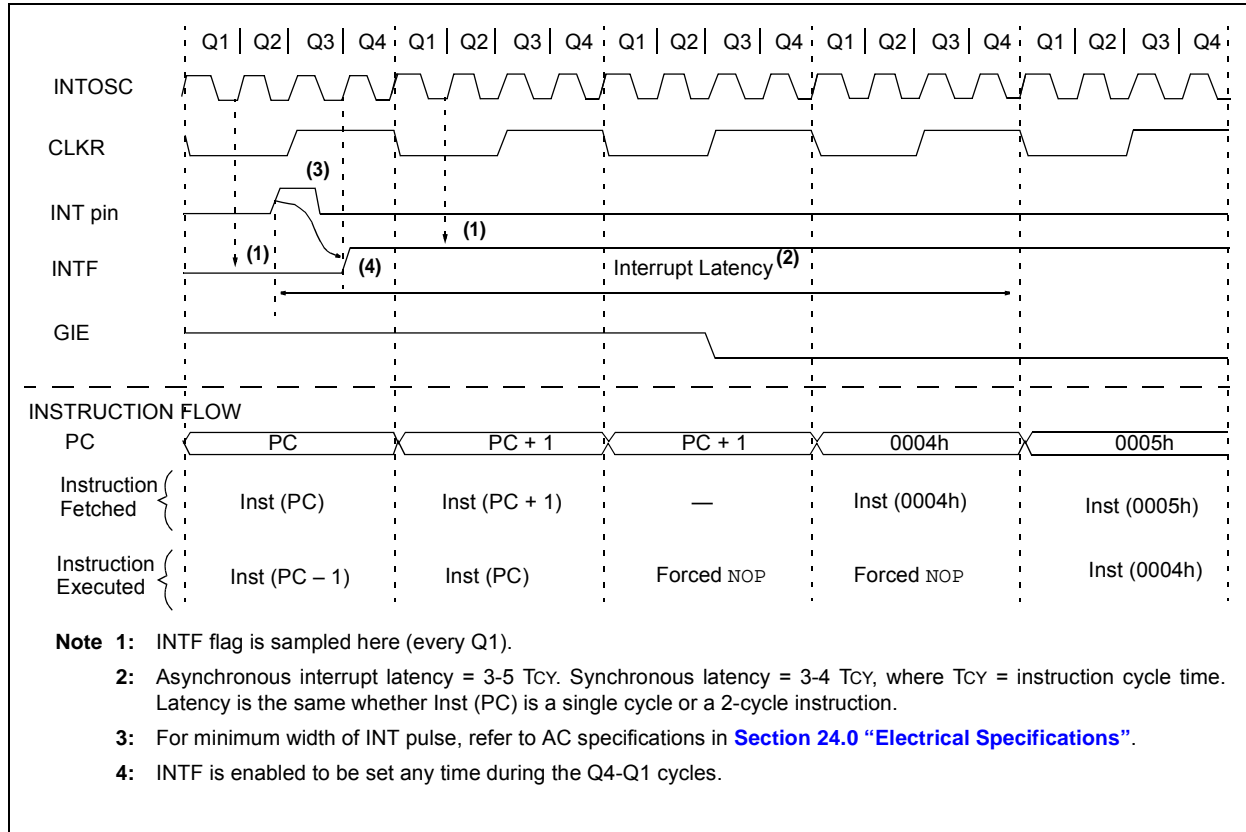 Q1 Q2 Q3 Q4 Q1 Q2 Q3 Q4 Q1 Q2 Q3 Q4 Q1 Q2 Q3 Q4 Q1 Q2 Q3 Q4
INTOSC
CLKR
(3)
INT pin
(1) (1)
INTF (4) Interrupt Latency (2)
GIE
INSTRUCTION FLOW
PC PC PC + 1 PC + 1 0004h 0005h
Instruction
Fetched Inst (PC) Inst (PC + 1) — Inst (0004h) Inst (0005h)
Instruction
Executed Inst (PC – 1) Inst (PC) Forced NOP Forced NOP Inst (0004h)
Note 1: INTF flag is sampled here (every Q1).
2: Asynchronous interrupt latency = 3-5 TCY. Synchronous latency = 3-4 TCY, where TCY = instruction cycle time.
Latency is the same whether Inst (PC) is a single cycle or a 2-cycle instruction.
3: For minimum width of INT pulse, refer to AC specifications in Section 24.0 “Electrical Specifications”.
4: INTF is enabled to be set any time during the Q4-Q1 cycles.